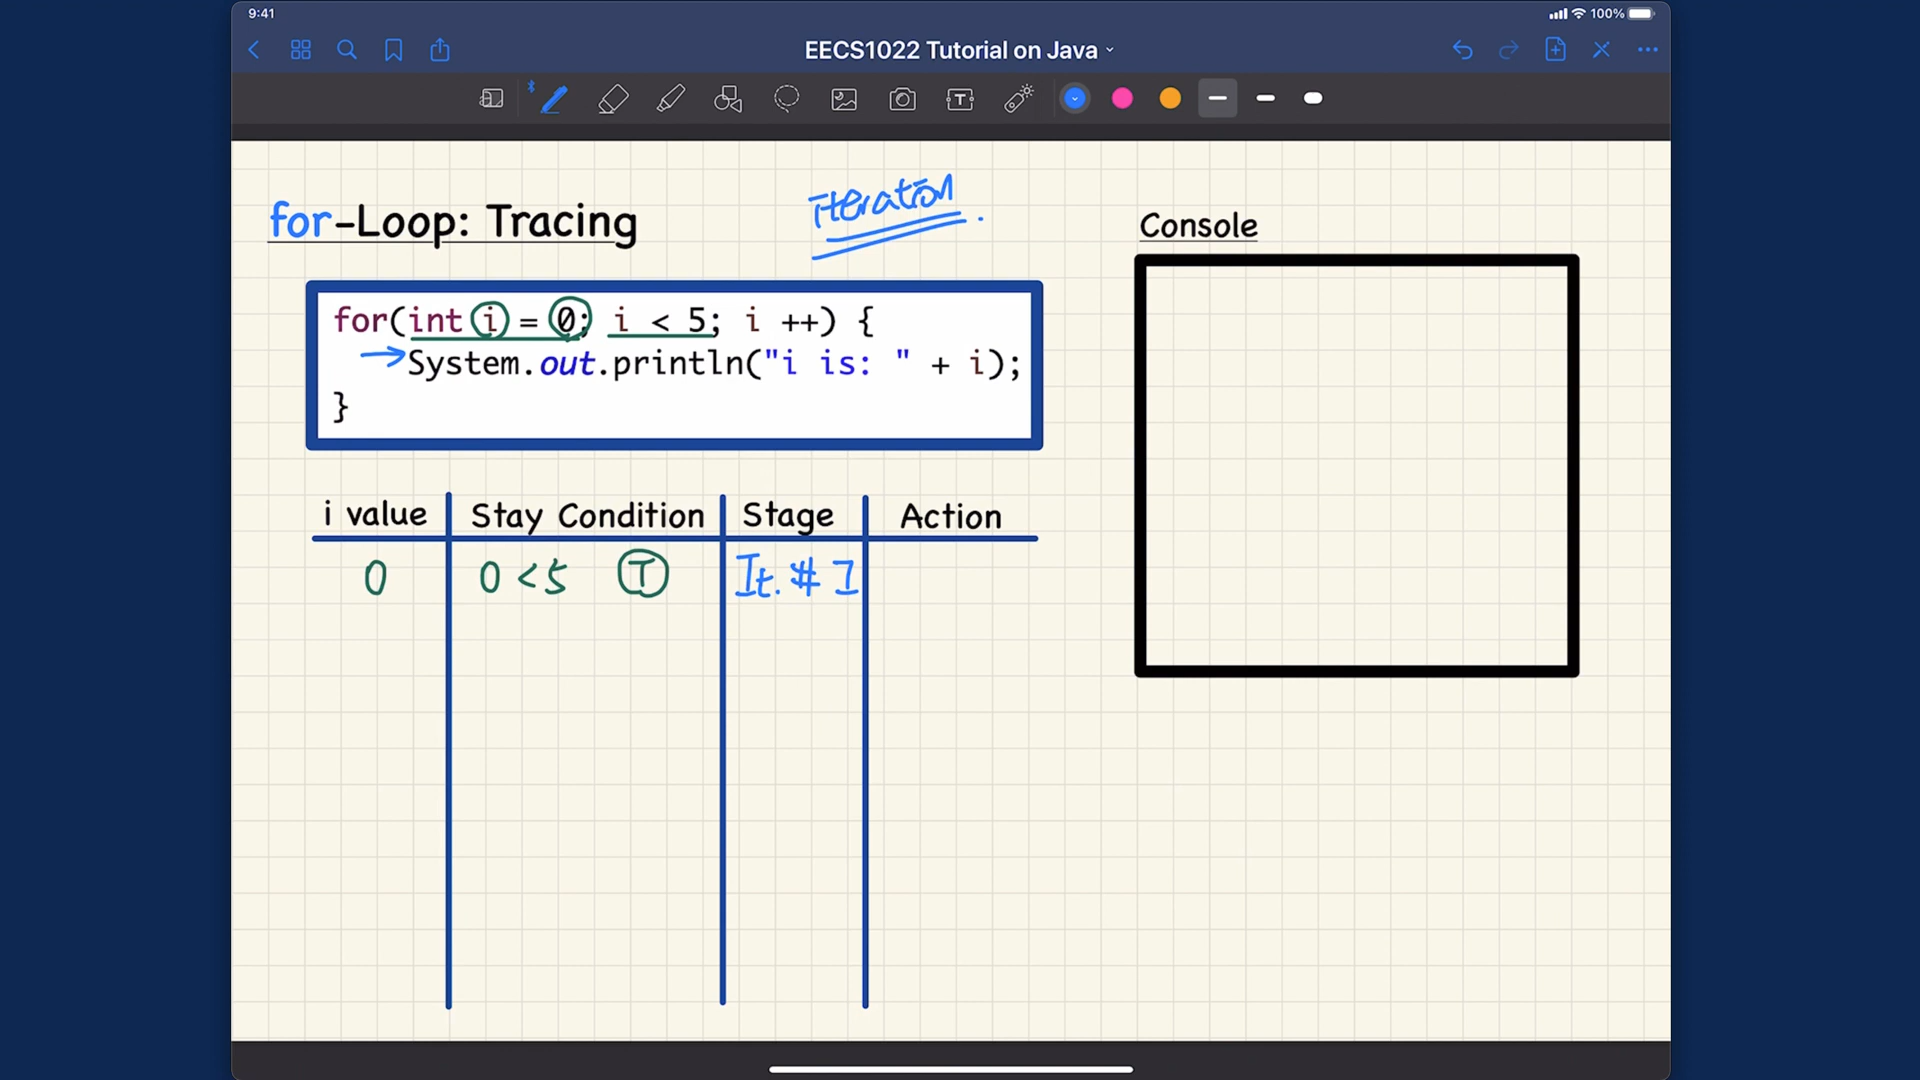 9:41
100%
EECS1022 Tutorial on Java
for-Loop: Tracing
iteration.
Console
for(int i = 0; i < 5; i ++) {
System.out.println("i is: " + i);
}
i value Stay Condition Stage Action
0 0 < 5 T It. # 1